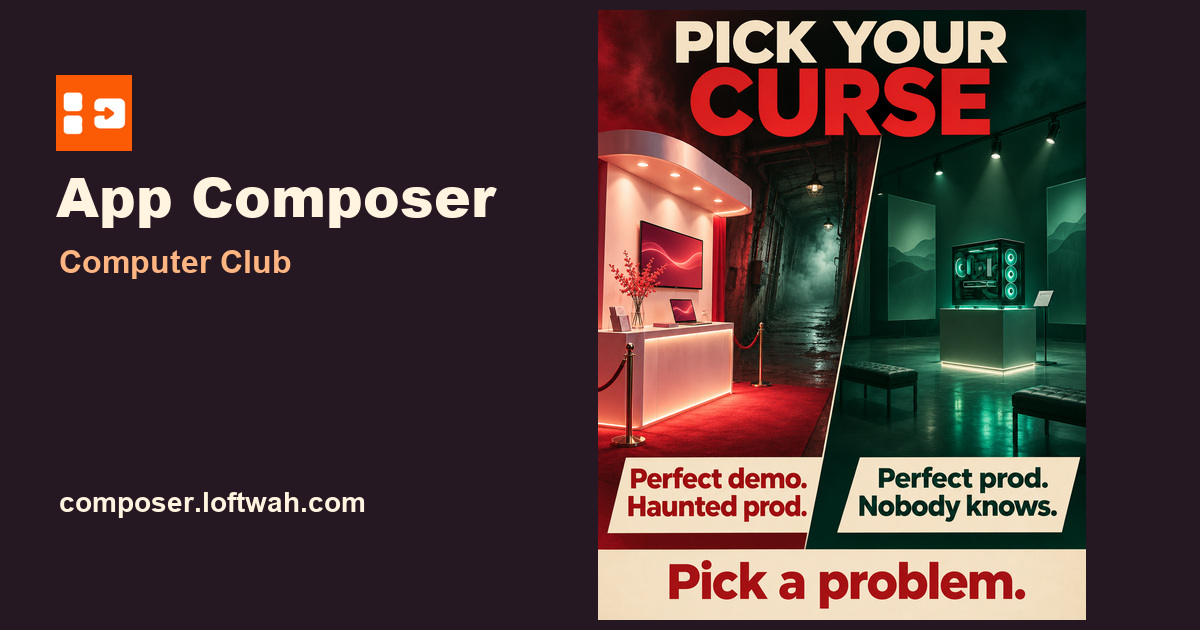 App Composer
Computer Club
composer.loftwah.com
PICK YOUR
CURSE
Perfect demo.
Haunted prod.
Perfect prod.
Nobody knows.
Pick a problem.